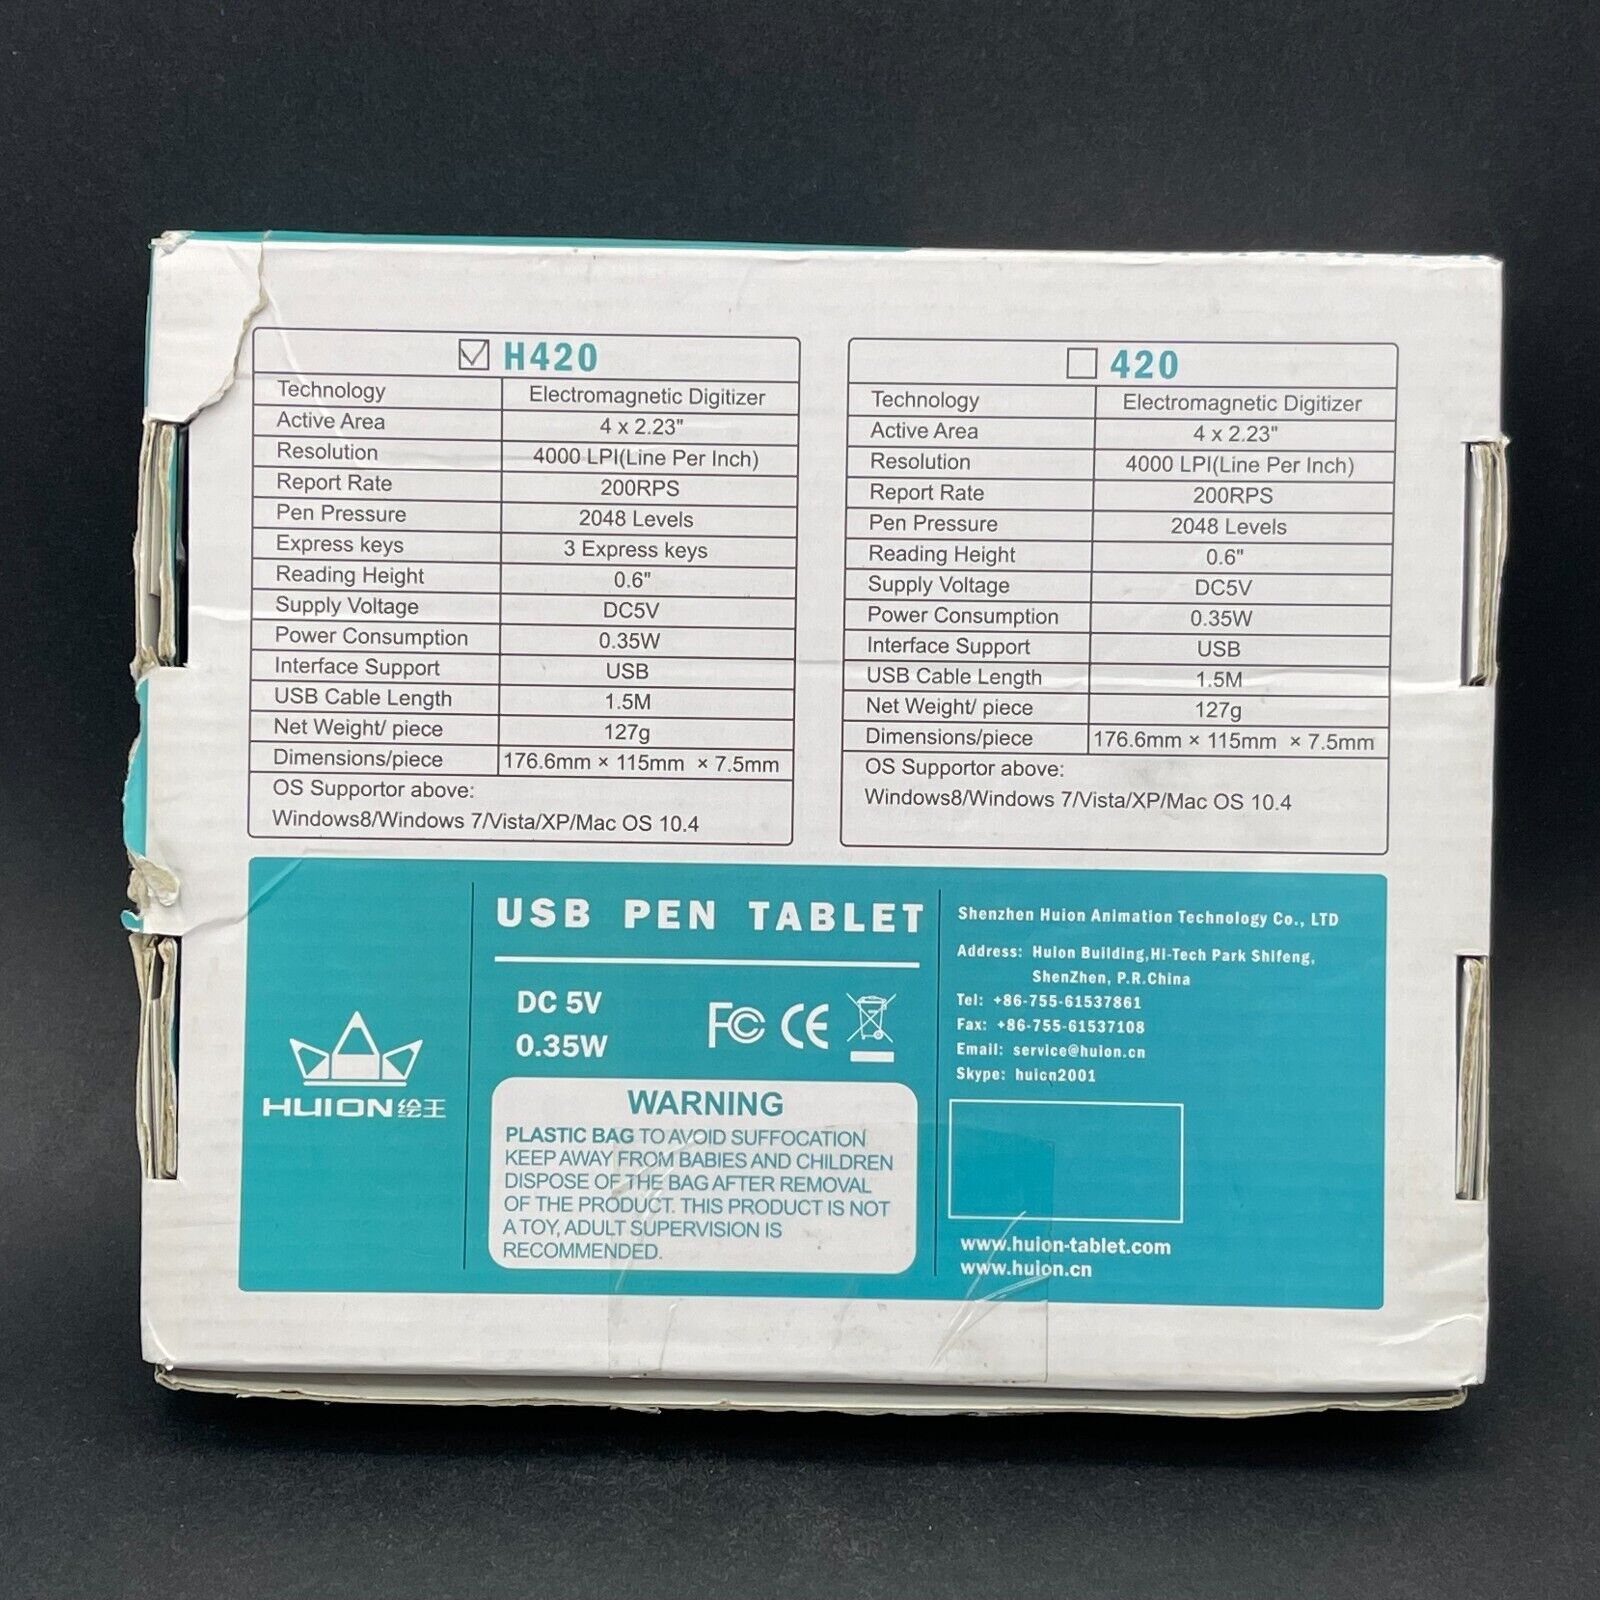 H420
Technology Electromagnetic Digitizer
Active Area 4 x 2.23"
Resolution 4000 LPI(Line Per Inch)
Report Rate 200RPS
Pen Pressure 2048 Levels
Express keys 3 Express keys
Reading Height 0.6"
Supply Voltage DC5V
Power Consumption 0.35W
Interface Support USB
USB Cable Length 1.5M
Net Weight/ piece 127g
Dimensions/piece 176.6mm × 115mm × 7.5mm
OS Supportor above:
Windows8/Windows 7/Vista/XP/Mac OS 10.4
420
Technology Electromagnetic Digitizer
Active Area 4 x 2.23"
Resolution 4000 LPI(Line Per Inch)
Report Rate 200RPS
Pen Pressure 2048 Levels
Reading Height 0.6"
Supply Voltage DC5V
Power Consumption 0.35W
Interface Support USB
USB Cable Length 1.5M
Net Weight/ piece 127g
Dimensions/piece 176.6mm × 115mm × 7.5mm
OS Supportor above:
Windows8/Windows 7/Vista/XP/Mac OS 10.4
HUION 绘王
USB PEN TABLET
DC 5V
0.35W
FC CE
WARNING
PLASTIC BAG TO AVOID SUFFOCATION
KEEP AWAY FROM BABIES AND CHILDREN
DISPOSE OF THE BAG AFTER REMOVAL
OF THE PRODUCT. THIS PRODUCT IS NOT
A TOY, ADULT SUPERVISION IS
RECOMMENDED.
Shenzhen Huion Animation Technology Co., LTD
Address: Huion Building,Hi-Tech Park Shifeng,
ShenZhen, P.R.China
Tel: +86-755-61537861
Fax: +86-755-61537108
Email: service@huion.cn
Skype: huion2001
www.huion-tablet.com
www.huion.cn